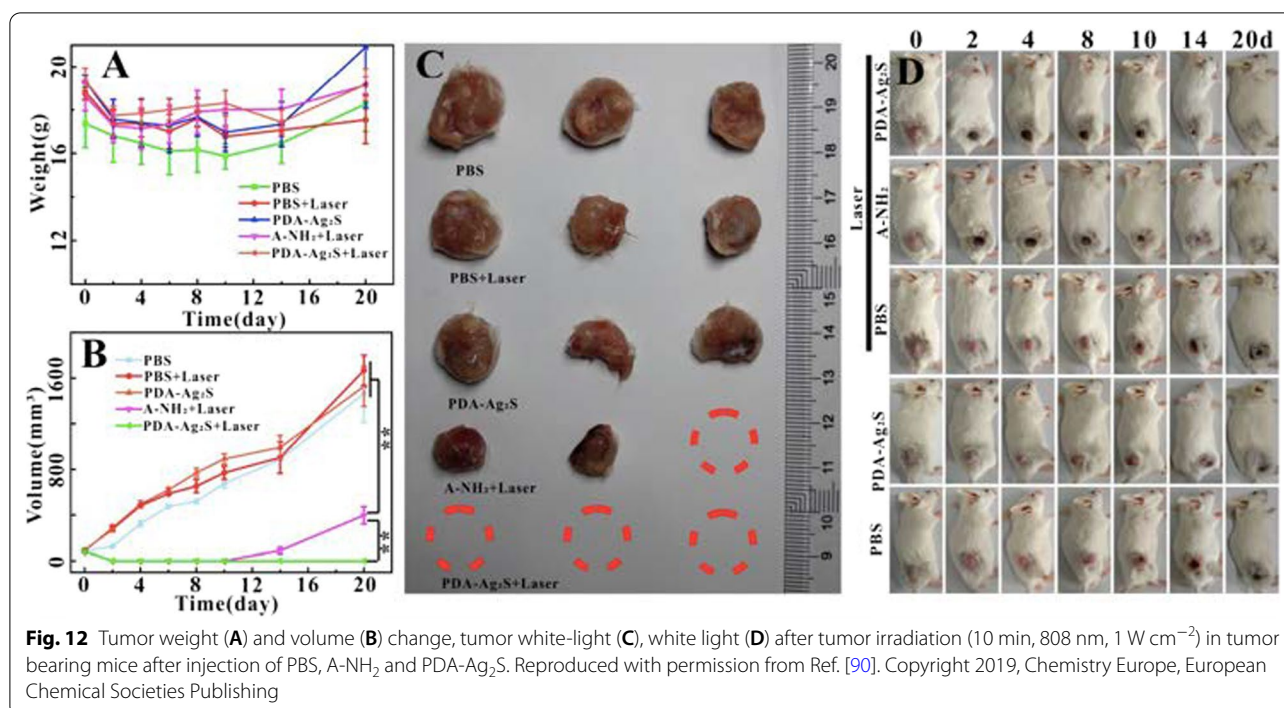 A
Weight(g)
20
16
12
PBS
PBS+Laser
PDA-Ag₂S
A-NH₂+Laser
PDA-Ag₂S+Laser
0 4 8 12 16 20
Time(day)
B
Volume(mm³)
1600
800
0
PBS
PBS+Laser
PDA-Ag₂S
A-NH₂+Laser
PDA-Ag₂S+Laser
**
**
0 4 8 12 16 20
Time(day)
C
PBS
PBS+Laser
PDA-Ag₂S
A-NH₂+Laser
PDA-Ag₂S+Laser
20
19
18
17
16
15
14
13
12
11
10
9
D
0 2 4 8 10 14 20d
Laser
PDA-Ag₂S
A-NH₂
PBS
PDA-Ag₂S
PBS
Fig. 12 Tumor weight (A) and volume (B) change, tumor white-light (C), white light (D) after tumor irradiation (10 min, 808 nm, 1 W cm⁻²) in tumor
bearing mice after injection of PBS, A-NH₂ and PDA-Ag₂S. Reproduced with permission from Ref. [90]. Copyright 2019, Chemistry Europe, European
Chemical Societies Publishing